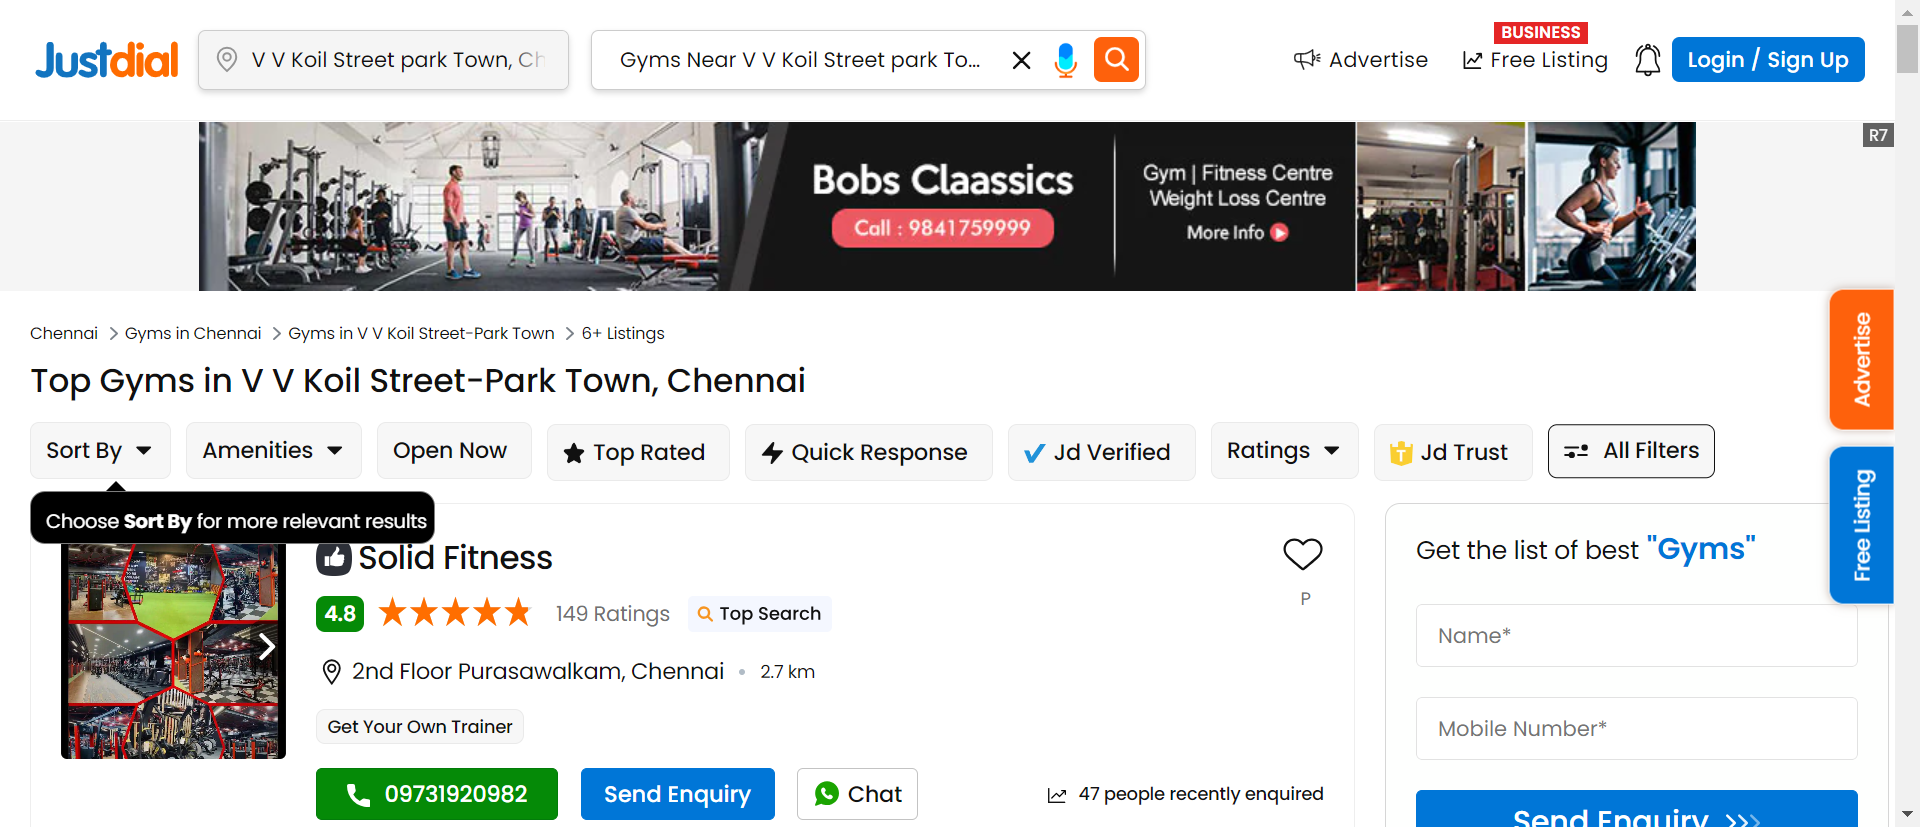 Justdial
V V Koil Street park Town, Ch
Gyms Near V V Koil Street park To...
Advertise
BUSINESS
Free Listing
Login / Sign Up
R7
Bobs Claassics
Call : 9841759999
Gym | Fitness Centre
Weight Loss Centre
More Info
Chennai > Gyms in Chennai > Gyms in V V Koil Street-Park Town > 6+ Listings
Top Gyms in V V Koil Street-Park Town, Chennai
Sort By
Amenities
Open Now
Top Rated
Quick Response
Jd Verified
Ratings
T Jd Trust
All Filters
Choose Sort By for more relevant results
Solid Fitness
4.8
149 Ratings
Top Search
2nd Floor Purasawalkam, Chennai • 2.7 km
Get Your Own Trainer
09731920982
Send Enquiry
Chat
47 people recently enquired
P
Get the list of best "Gyms"
Name*
Mobile Number*
Send Enquiry >>>
Advertise
Free Listing